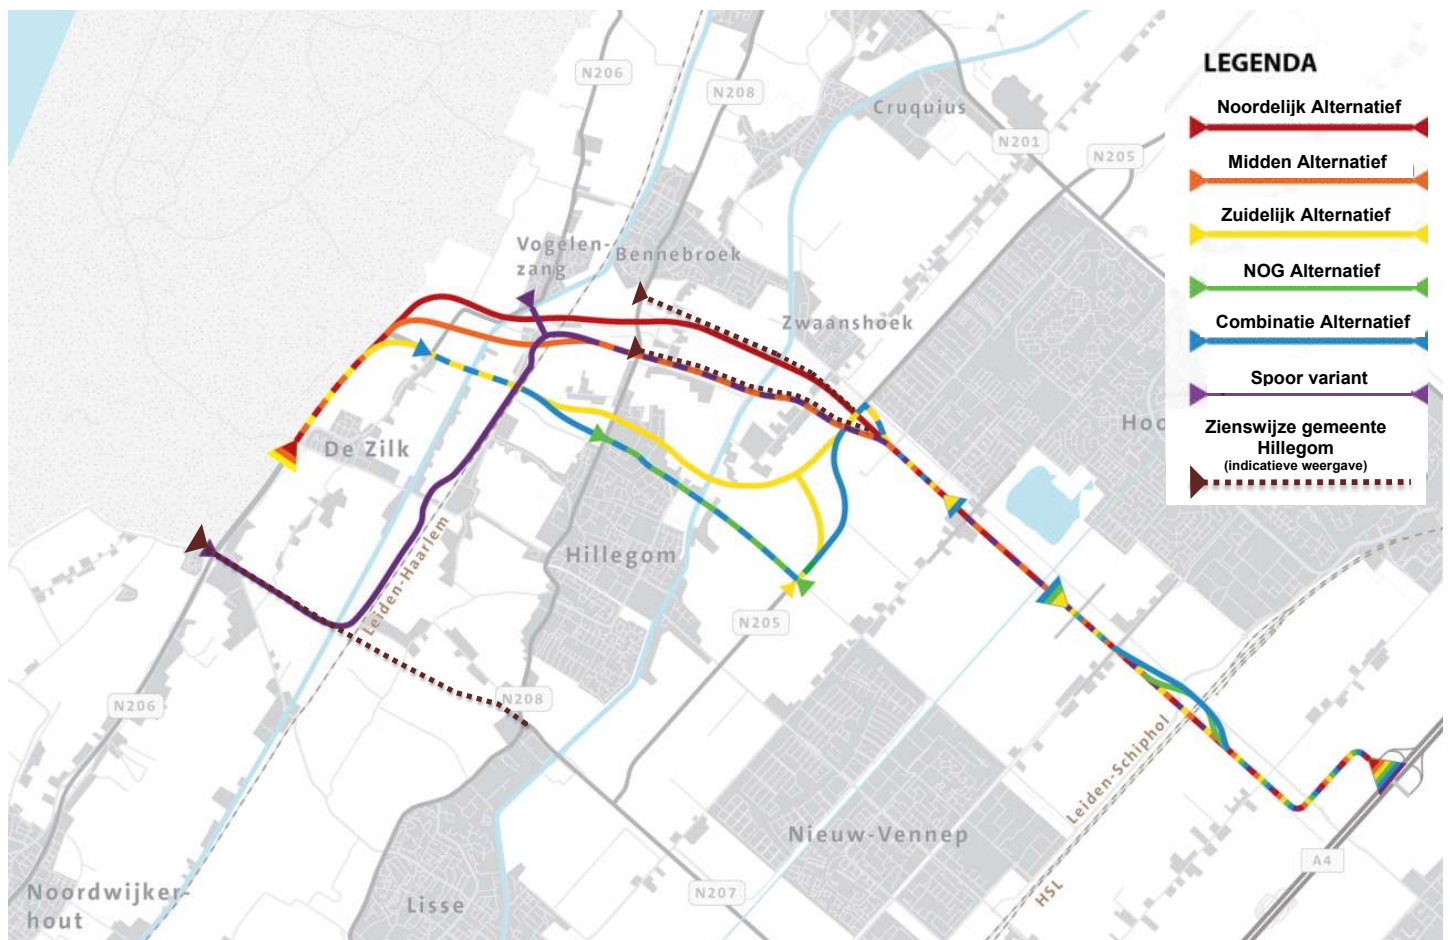 LEGENDA
Noordelijk Alternatief
Midden Alternatief
Zuidelijk Alternatief
NOG Alternatief
Combinatie Alternatief
Spoor variant
Zienswijze gemeente
Hillegom
(indicatieve weergave)
N206
N208
Cruquius
N201
N205
Vogelen-
zang
Bennebroek
Zwaanshoek
Hoo
De Zilk
Leiden-Haarlem
Hillegom
N205
N208
N206
Leiden-Schiphol
Nieuw-Vennep
A4
HSL
N207
Noordwijker-
hout
Lisse